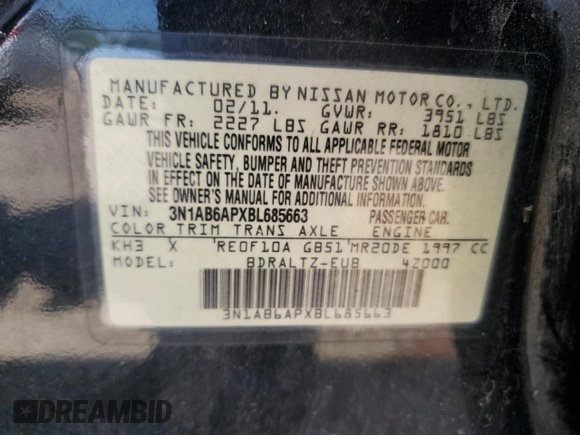 MANUFACTURED BY NISSAN MOTOR CO., LTD.
DATE: 02/11. GVWR: 3951 LBS
GAWR FR: 2227 LBS GAWR RR: 1810 LBS
THIS VEHICLE CONFORMS TO ALL APPLICABLE FEDERAL MOTOR
VEHICLE SAFETY, BUMPER AND THEFT PREVENTION STANDARDS
IN EFFECT ON THE DATE OF MANUFACTURE SHOWN ABOVE.
SEE OWNER'S MANUAL FOR ADDITIONAL INFORMATION
VIN: 3N1AB6APXBL685663 PASSENGER CAR.
COLOR TRIM TRANS AXLE ENGINE
KH3 X RE0F10A GB51 MR20DE 1997 CC
MODEL: BDRALTZ-EUB 4Z000
3N1AB6APXBL685663
DREAMBID